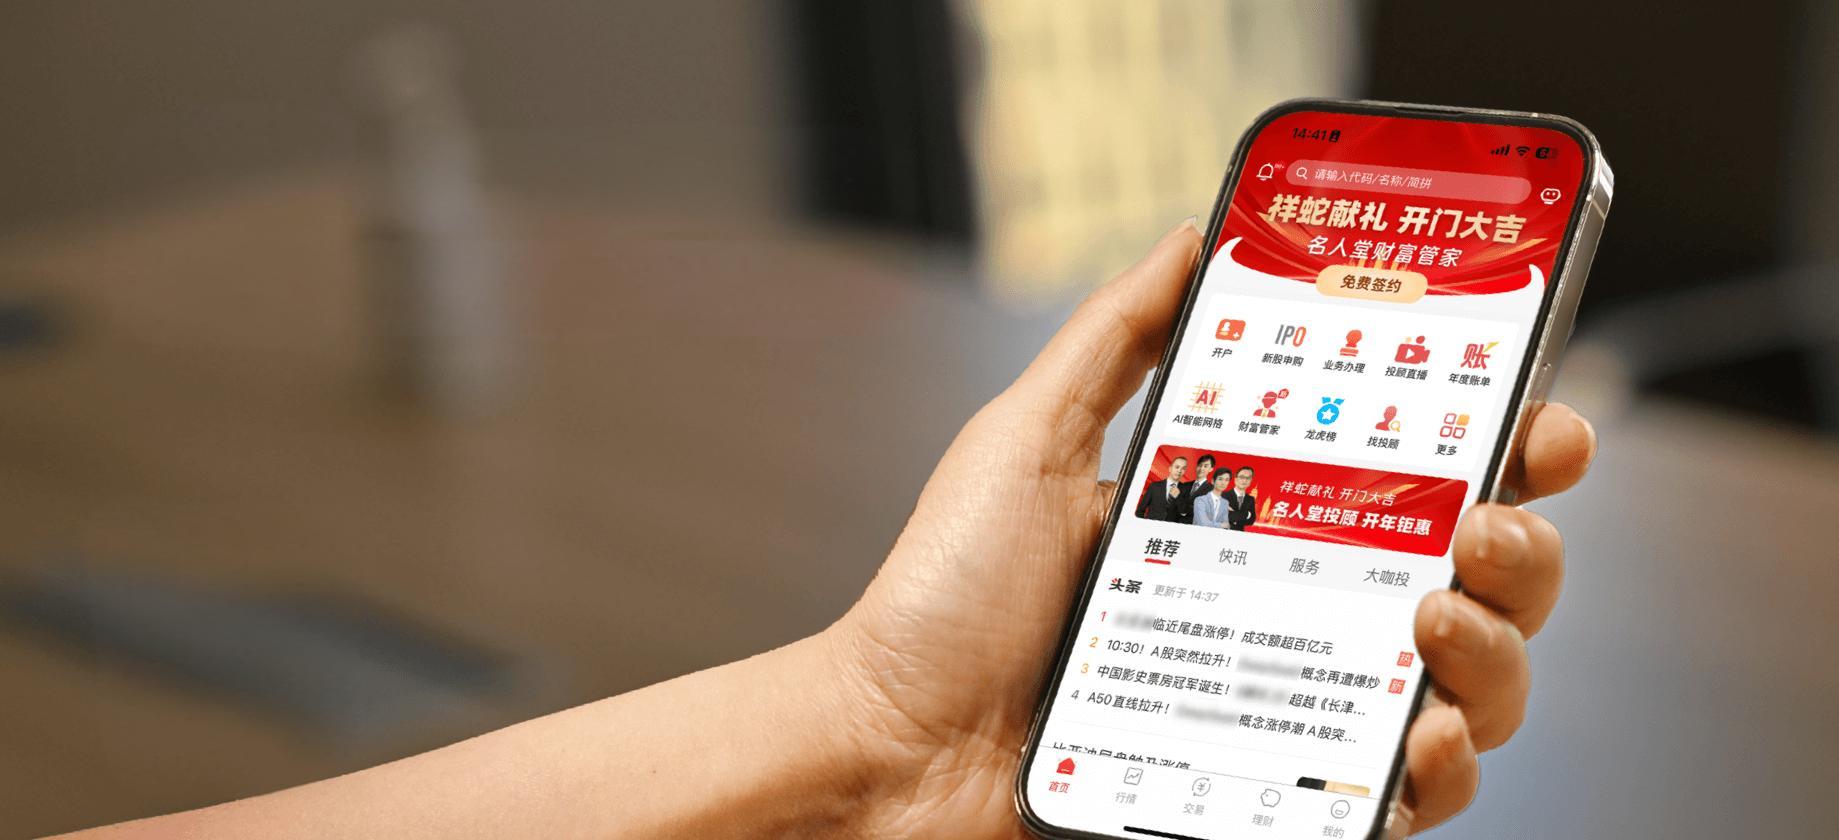 14:41
请输入代码/名称/简拼
祥蛇献礼 开门大吉
名人堂财富管家
免费签约
开户
IPO
新股申购
业务办理
投顾直播
账
年度账单
AI
AI智能网格
财富管家
龙虎榜
找投顾
更多
祥蛇献礼 开门大吉
名人堂投顾 开年钜惠
推荐 快讯 服务 大咖投
头条 更新于 14:37
1 临近尾盘涨停！成交额超百亿元
2 10:30！A股突然拉升！ 概念再遭爆炒 热
3 中国影史票房冠军诞生！ 超越《长津... 新
4 A50直线拉升！ 概念涨停潮 A股突...
首页 行情 交易 理财 我的